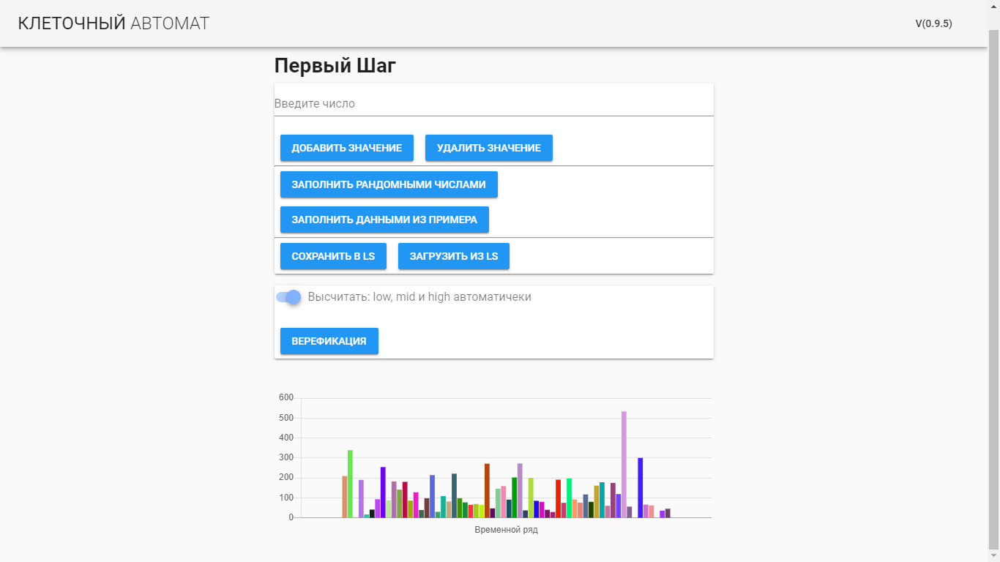 КЛЕТОЧНЫЙ АВТОМАТ V(0.9.5)
Первый Шаг
Введите число
ДОБАВИТЬ ЗНАЧЕНИЕ УДАЛИТЬ ЗНАЧЕНИЕ
ЗАПОЛНИТЬ РАНДОМНЫМИ ЧИСЛАМИ
ЗАПОЛНИТЬ ДАННЫМИ ИЗ ПРИМЕРА
СОХРАНИТЬ В LS ЗАГРУЗИТЬ ИЗ LS
Высчитать: low, mid и high автоматичеки
ВЕРЕФИКАЦИЯ
600
500
400
300
200
100
0
Временной ряд